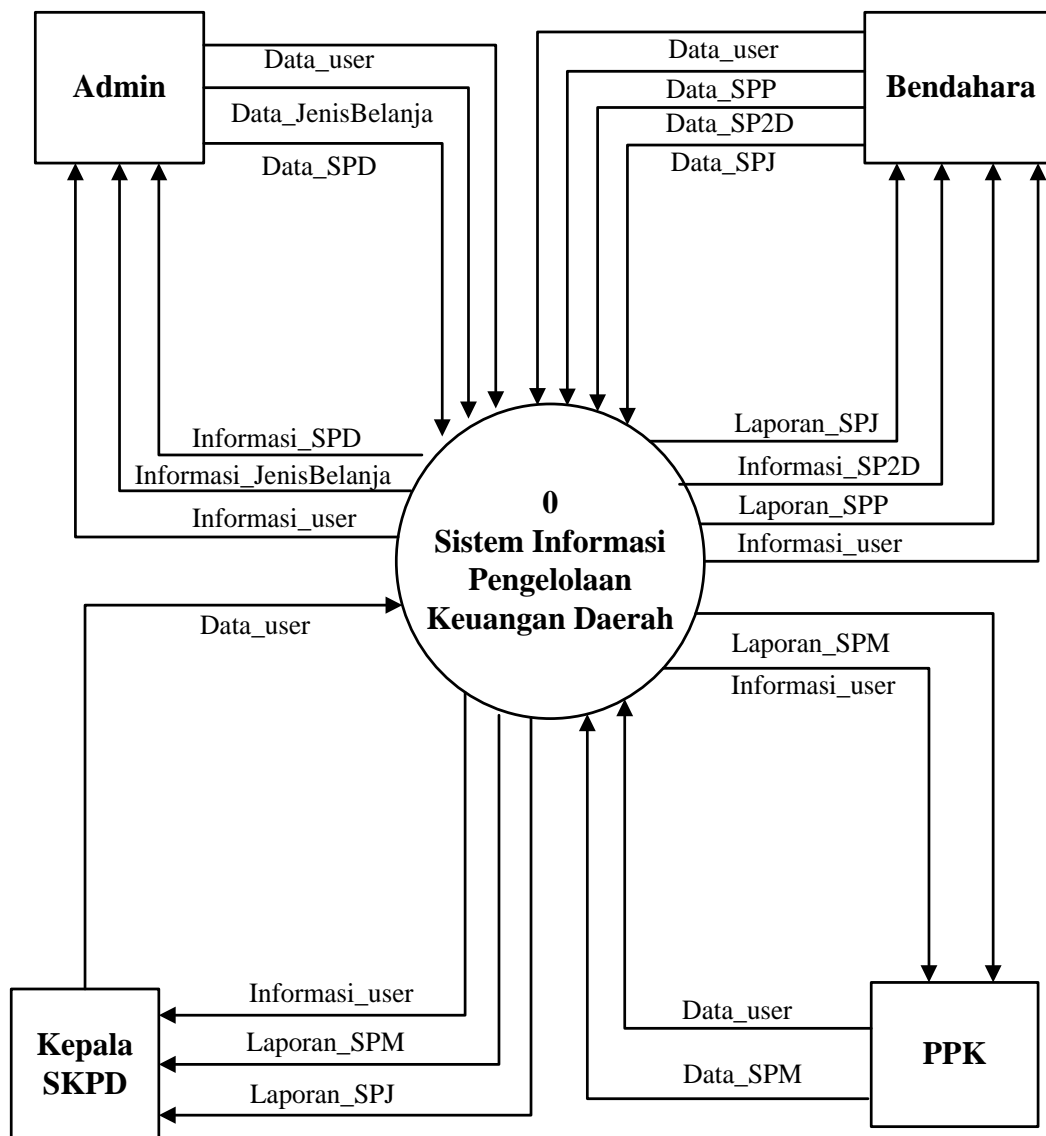 Admin
Data_user
Data_JenisBelanja
Data_SPD
Bendahara
Data_user
Data_SPP
Data_SP2D
Data_SPJ
Informasi_SPD
Informasi_JenisBelanja
Informasi_user
Laporan_SPJ
Informasi_SP2D
Laporan_SPP
Informasi_user
0
Sistem Informasi
Pengelolaan
Keuangan Daerah
Data_user
Laporan_SPM
Informasi_user
Kepala
SKPD
Informasi_user
Laporan_SPM
Laporan_SPJ
Data_user
Data_SPM
PPK